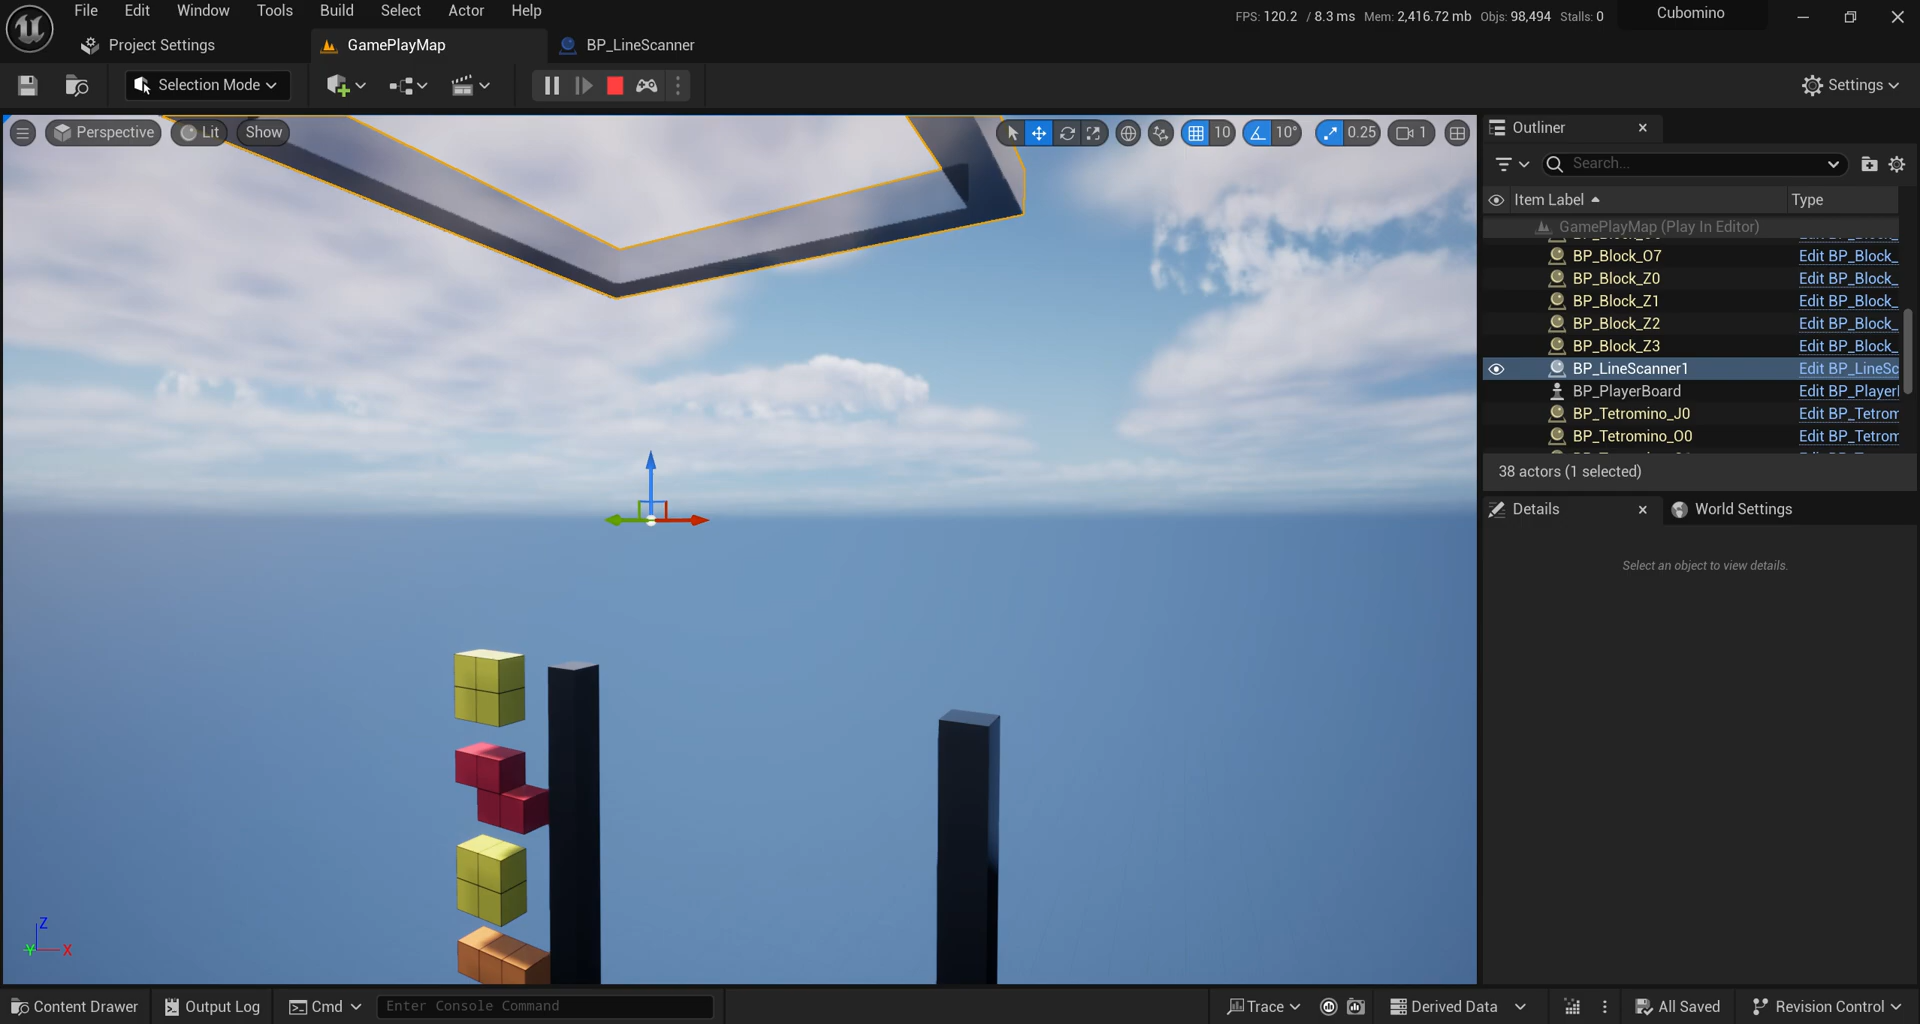 File Edit Window Tools Build Select Actor Help
FPS: 120.2 / 8.3 ms Mem: 2,416.72 mb Objs: 98,494 Stalls: 0
Cubomino
Project Settings
GamePlayMap
BP_LineScanner
Selection Mode
Settings
Perspective
Lit
Show
10
10°
0.25
1
Outliner
Search...
Item Label
Type
GamePlayMap (Play In Editor)
BP_Block_O7 Edit BP_Block_
BP_Block_Z0 Edit BP_Block_
BP_Block_Z1 Edit BP_Block_
BP_Block_Z2 Edit BP_Block_
BP_Block_Z3 Edit BP_Block_
BP_LineScanner1 Edit BP_LineSc
BP_PlayerBoard Edit BP_Player
BP_Tetromino_J0 Edit BP_Tetrom
BP_Tetromino_O0 Edit BP_Tetrom
38 actors (1 selected)
Details
World Settings
Select an object to view details.
Z
Y
X
Content Drawer
Output Log
Cmd
Enter Console Command
Trace
Derived Data
All Saved
Revision Control